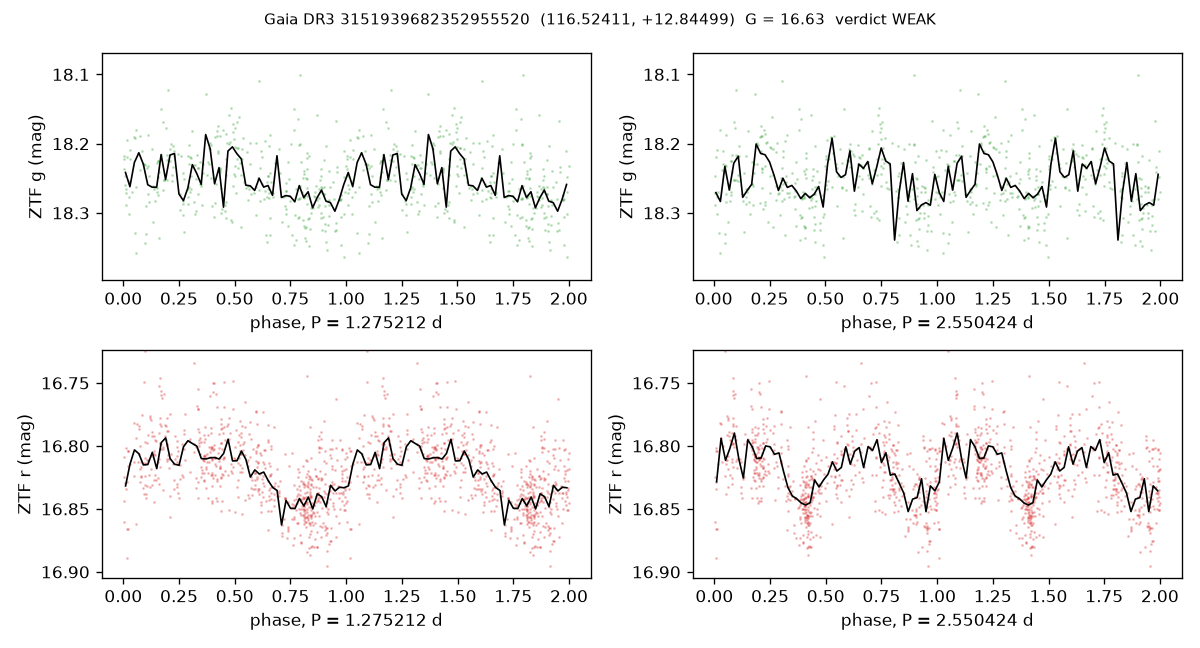 Gaia DR3 3151939682352955520  (116.52411, +12.84499)  G = 16.63  verdict WEAK
ZTF g (mag)
18.1
18.2
18.3
0.00 0.25 0.50 0.75 1.00 1.25 1.50 1.75 2.00
phase, P = 1.275212 d
ZTF g (mag)
18.1
18.2
18.3
0.00 0.25 0.50 0.75 1.00 1.25 1.50 1.75 2.00
phase, P = 2.550424 d
ZTF r (mag)
16.75
16.80
16.85
16.90
0.00 0.25 0.50 0.75 1.00 1.25 1.50 1.75 2.00
phase, P = 1.275212 d
ZTF r (mag)
16.75
16.80
16.85
16.90
0.00 0.25 0.50 0.75 1.00 1.25 1.50 1.75 2.00
phase, P = 2.550424 d